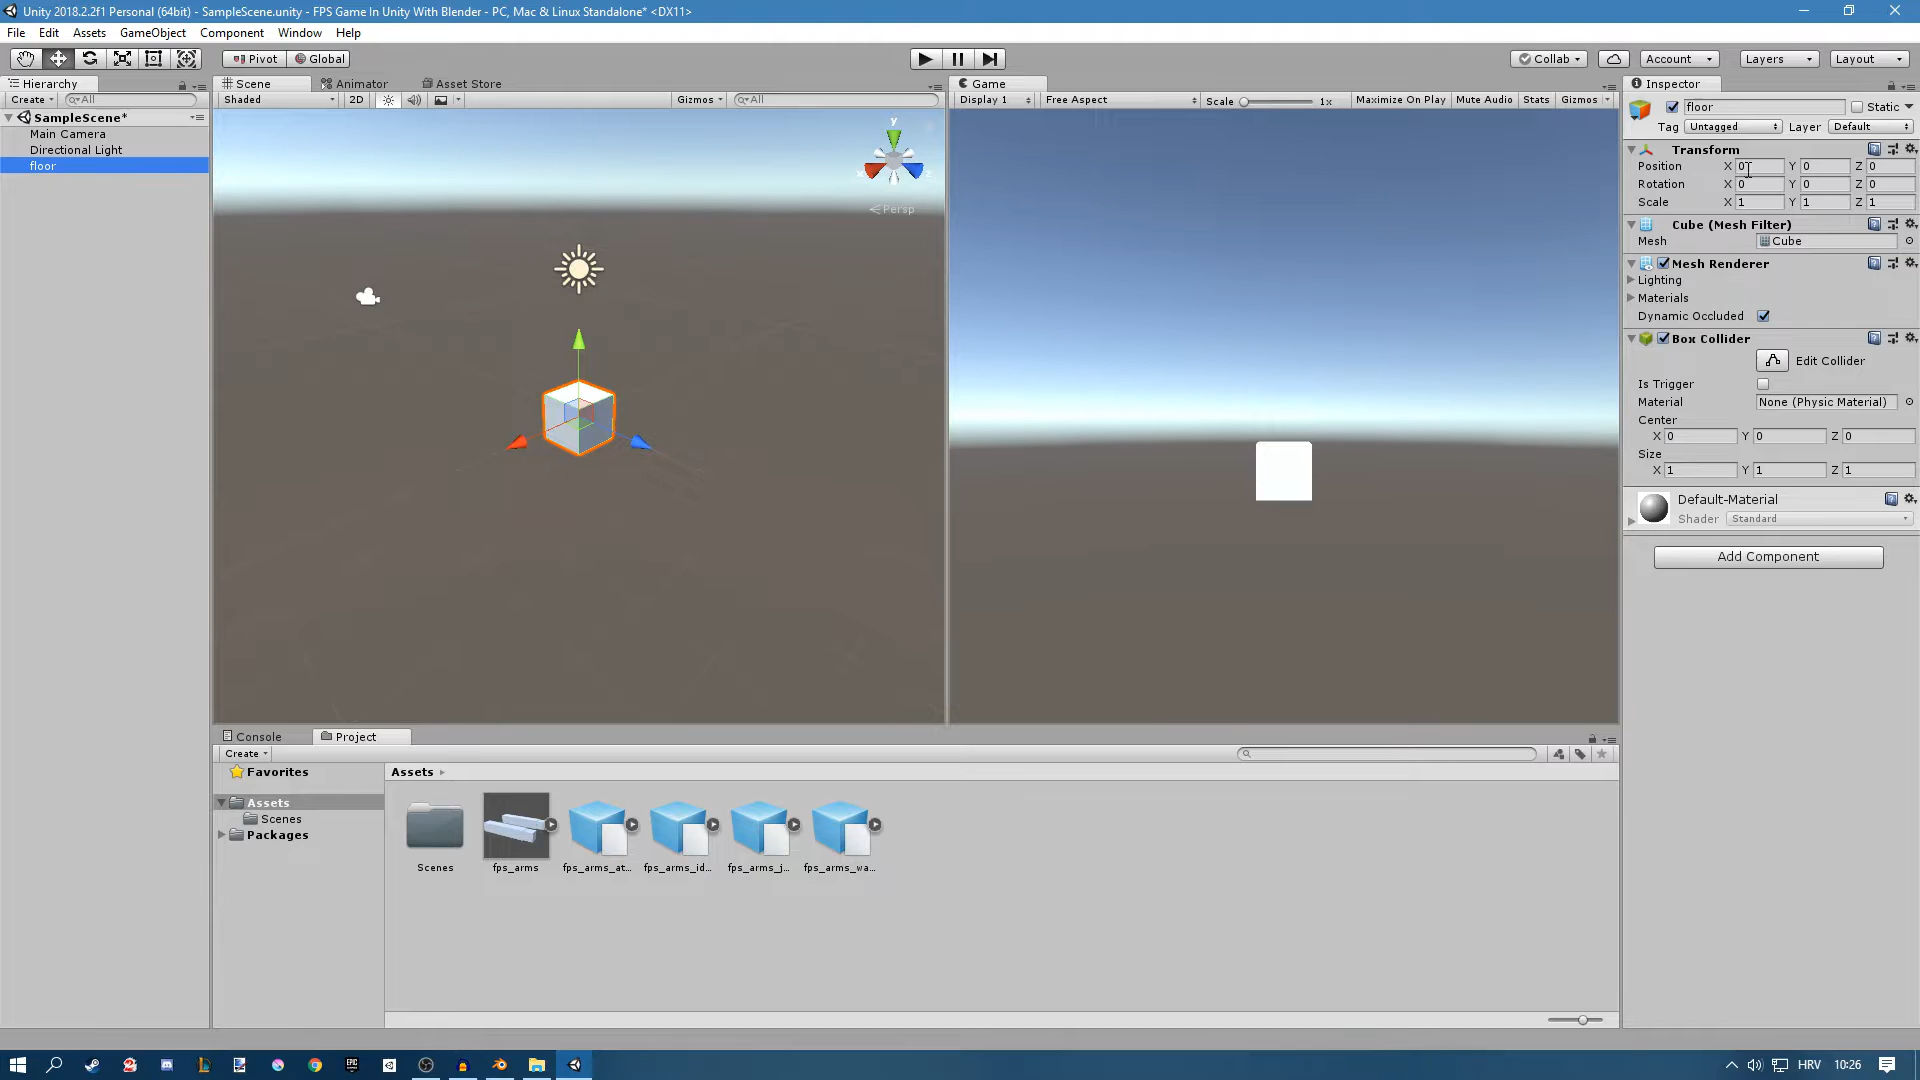 Unity 2018.2.2f1 Personal (64bit) - SampleScene.unity - FPS Game In Unity With Blender - PC, Mac & Linux Standalone* <DX11>
File Edit Assets GameObject Component Window Help
Pivot Global Collab Account Layers Layout
Hierarchy
Create All
SampleScene*
Main Camera
Directional Light
floor
Scene Animator Asset Store
Shaded 2D Gizmos All
y
x z
Persp
Game
Display 1 Free Aspect Scale 1x Maximize On Play Mute Audio Stats Gizmos
Inspector
floor Static
Tag Untagged Layer Default
Transform
Position X 0 Y 0 Z 0
Rotation X 0 Y 0 Z 0
Scale X 1 Y 1 Z 1
Cube (Mesh Filter)
Mesh Cube
Mesh Renderer
Lighting
Materials
Dynamic Occluded
Box Collider
Edit Collider
Is Trigger
Material None (Physic Material)
Center
X 0 Y 0 Z 0
Size
X 1 Y 1 Z 1
Default-Material
Shader Standard
Add Component
Console Project
Create
Favorites
Assets
Scenes
Packages
Assets
Scenes fps_arms fps_arms_at... fps_arms_id... fps_arms_j... fps_arms_wa...
HRV 10:26